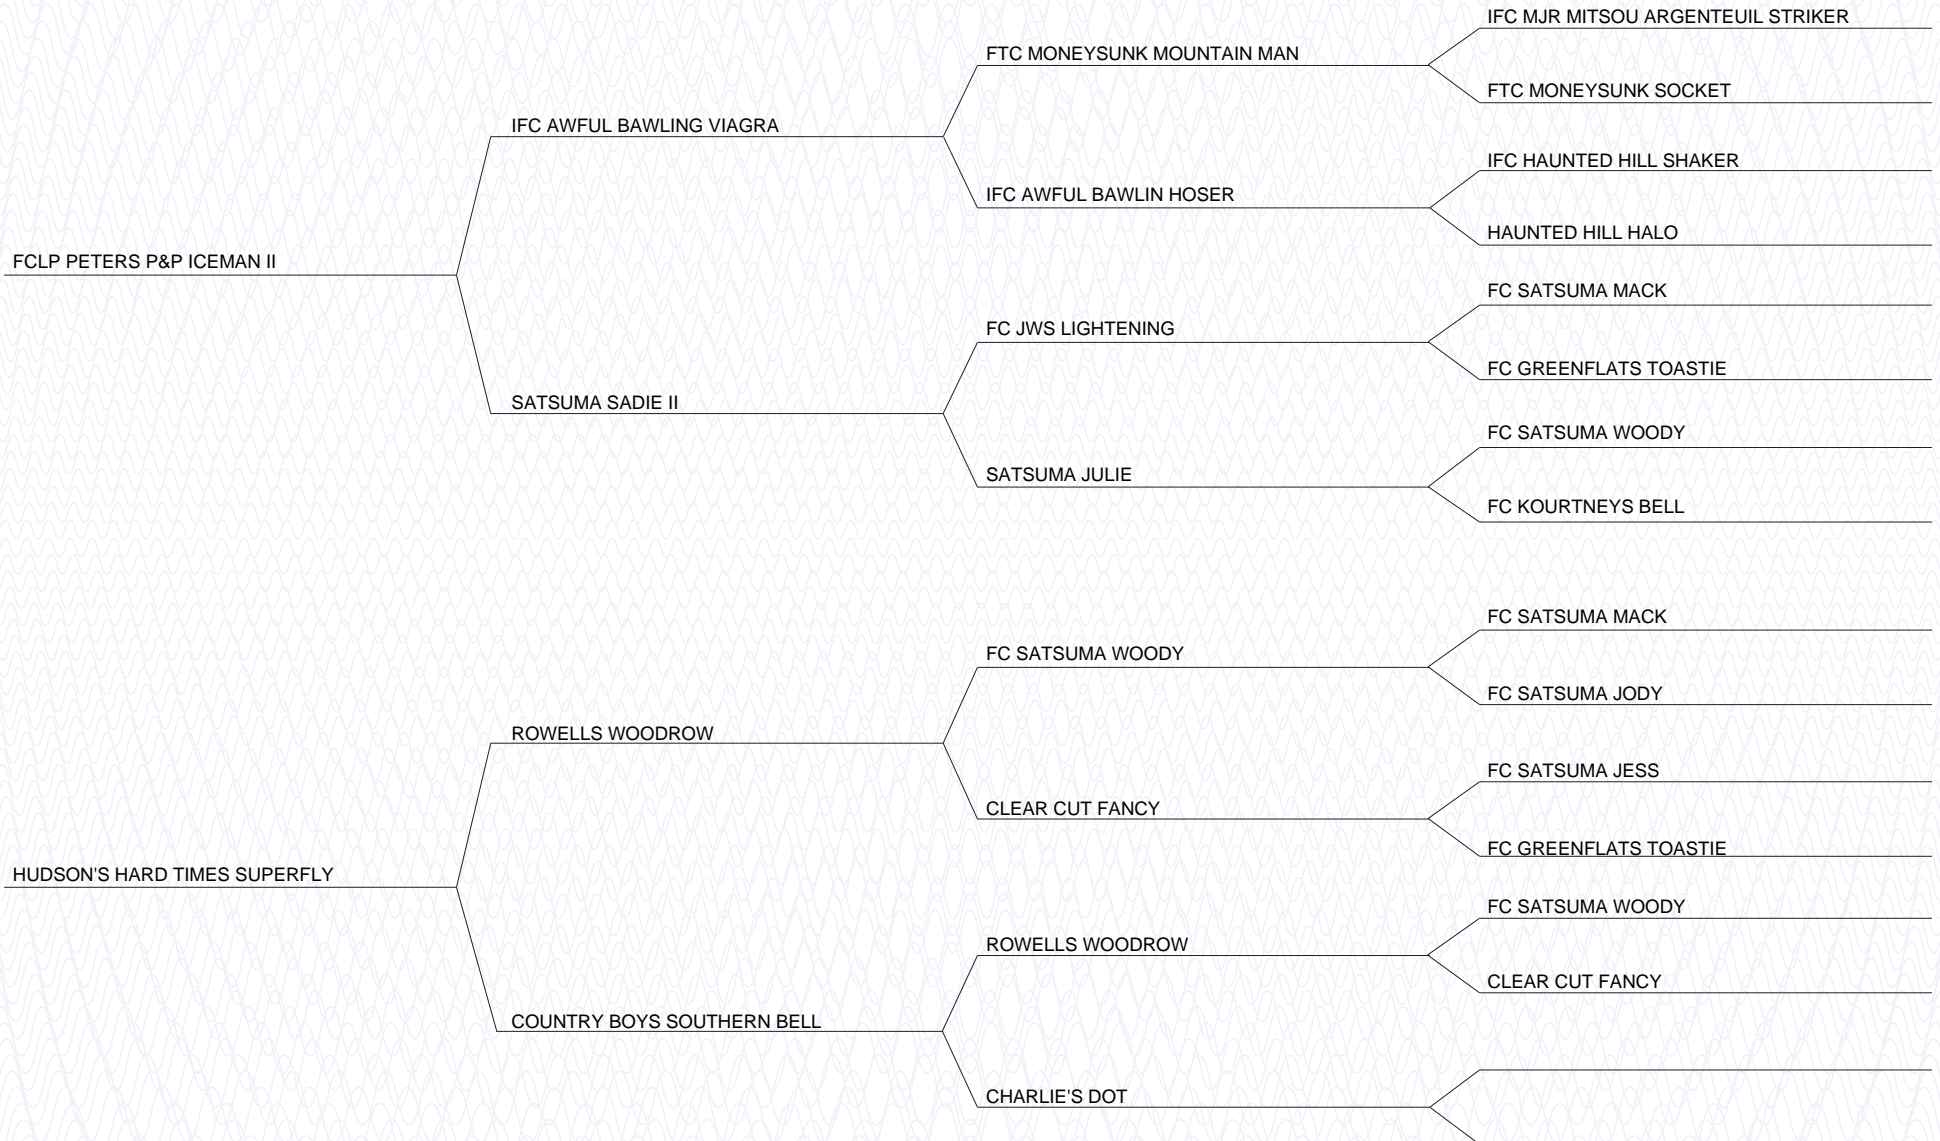 IFC MJR MITSOU ARGENTEUIL STRIKER
FTC MONEYSUNK MOUNTAIN MAN
FTC MONEYSUNK SOCKET
IFC AWFUL BAWLING VIAGRA
IFC HAUNTED HILL SHAKER
IFC AWFUL BAWLIN HOSER
HAUNTED HILL HALO
FCLP PETERS P&P ICEMAN II
FC SATSUMA MACK
FC JWS LIGHTENING
FC GREENFLATS TOASTIE
SATSUMA SADIE II
FC SATSUMA WOODY
SATSUMA JULIE
FC KOURTNEYS BELL
FC SATSUMA MACK
FC SATSUMA WOODY
FC SATSUMA JODY
ROWELLS WOODROW
FC SATSUMA JESS
CLEAR CUT FANCY
FC GREENFLATS TOASTIE
HUDSON'S HARD TIMES SUPERFLY
FC SATSUMA WOODY
ROWELLS WOODROW
CLEAR CUT FANCY
COUNTRY BOYS SOUTHERN BELL
CHARLIE'S DOT